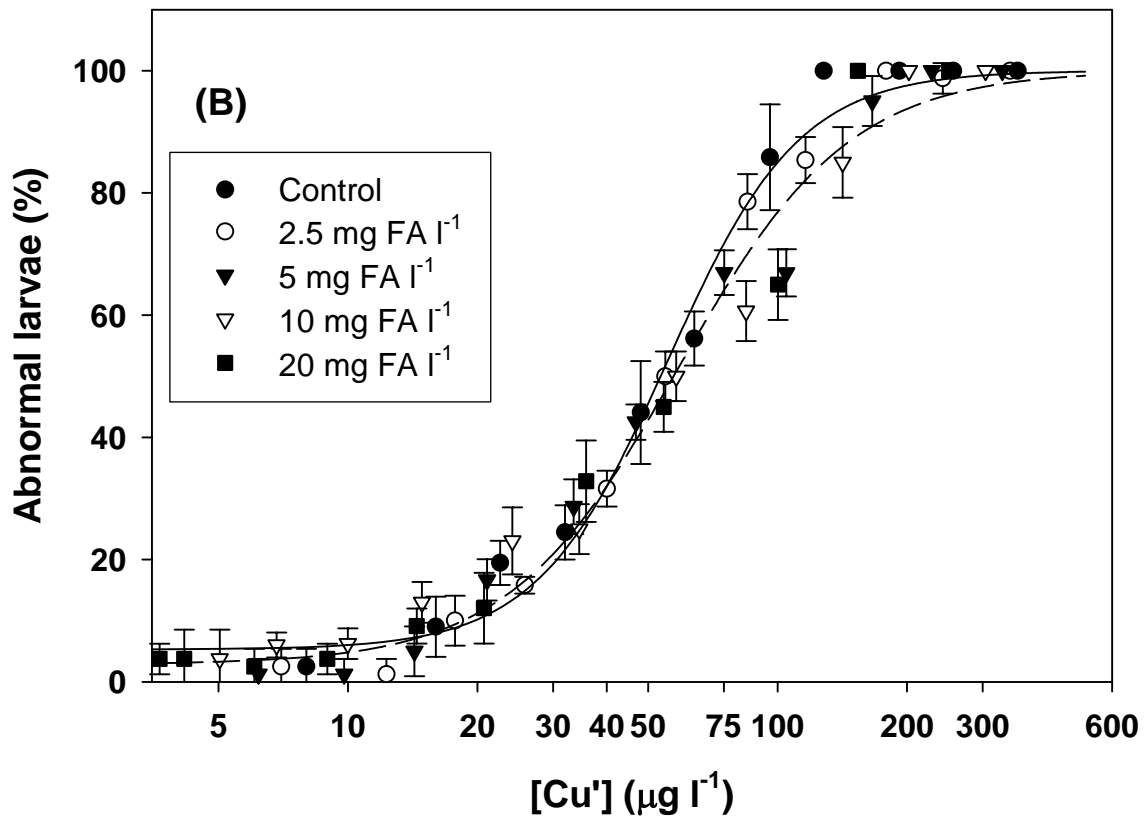 (B)
Control
2.5 mg FA l⁻¹
5 mg FA l⁻¹
10 mg FA l⁻¹
20 mg FA l⁻¹
Abnormal larvae (%)
100
80
60
40
20
0
5 10 20 30 40 50 75 100 200 300 600
[Cu'] (μg l⁻¹)